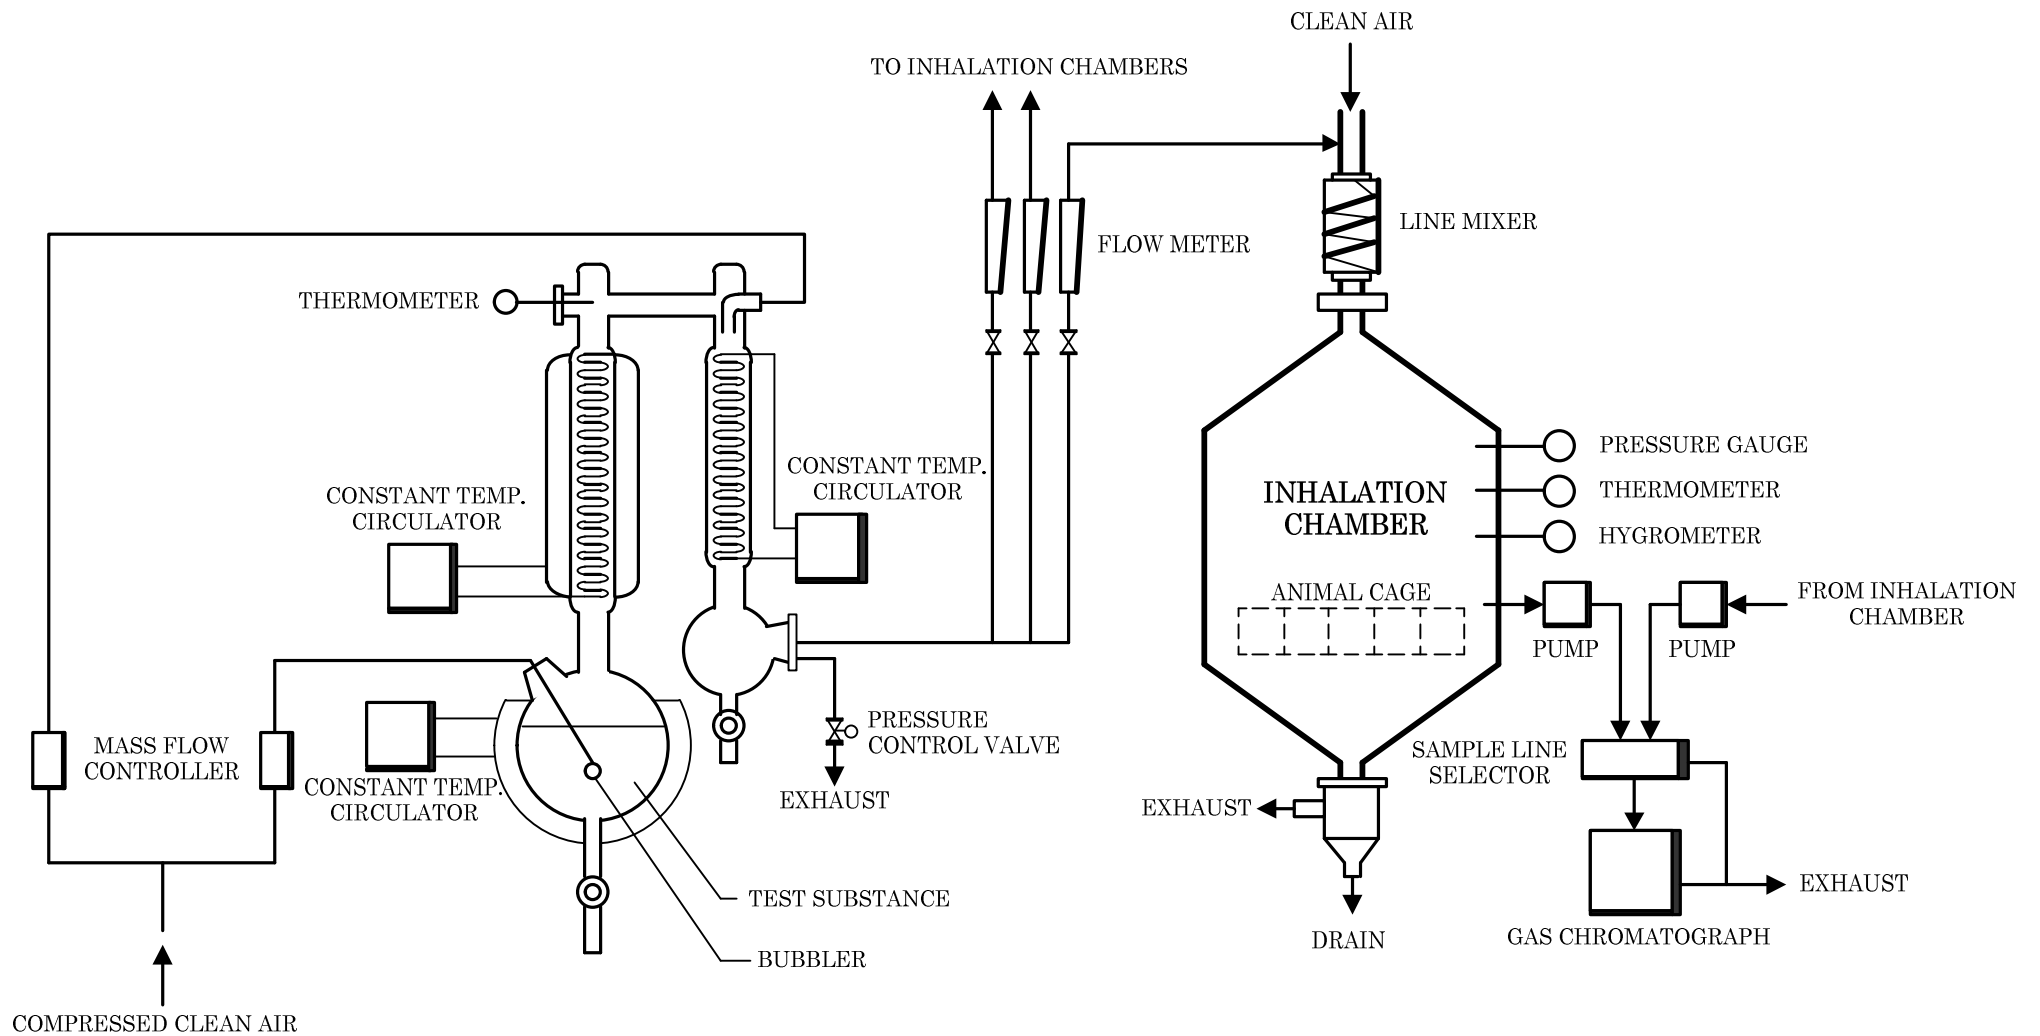 CLEAN AIR
TO INHALATION CHAMBERS
LINE MIXER
FLOW METER
THERMOMETER
PRESSURE GAUGE
CONSTANT TEMP.
CIRCULATOR
THERMOMETER
CONSTANT TEMP.
CIRCULATOR
INHALATION
CHAMBER
HYGROMETER
ANIMAL CAGE
FROM INHALATION
CHAMBER
PUMP
PUMP
PRESSURE
CONTROL VALVE
MASS FLOW
CONTROLLER
SAMPLE LINE
SELECTOR
CONSTANT TEMP.
CIRCULATOR
EXHAUST
EXHAUST
EXHAUST
TEST SUBSTANCE
GAS CHROMATOGRAPH
DRAIN
BUBBLER
COMPRESSED CLEAN AIR